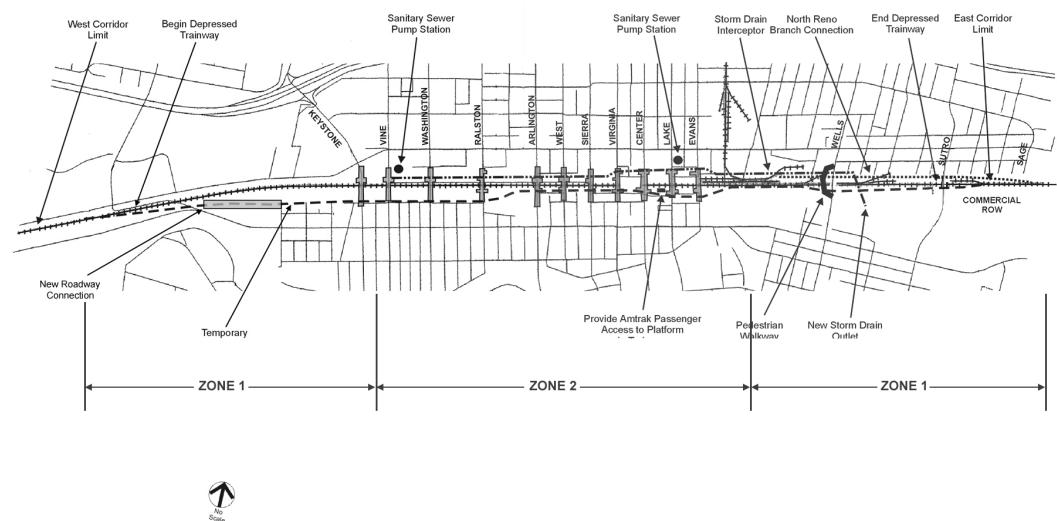 West Corridor
Limit
Begin Depressed
Trainway
Sanitary Sewer
Pump Station
Sanitary Sewer
Pump Station
Storm Drain
Interceptor
North Reno
Branch Connection
End Depressed
Trainway
East Corridor
Limit
KEYSTONE
VINE
WASHINGTON
RALSTON
ARLINGTON
WEST
SIERRA
VIRGINIA
CENTER
LAKE
EVANS
WELLS
SUTRO
SAGE
COMMERCIAL
ROW
New Roadway
Connection
Temporary
Provide Amtrak Passenger
Access to Platform
Pedestrian
Walkway
New Storm Drain
Outlet
ZONE 1
ZONE 2
ZONE 1
No
Scale